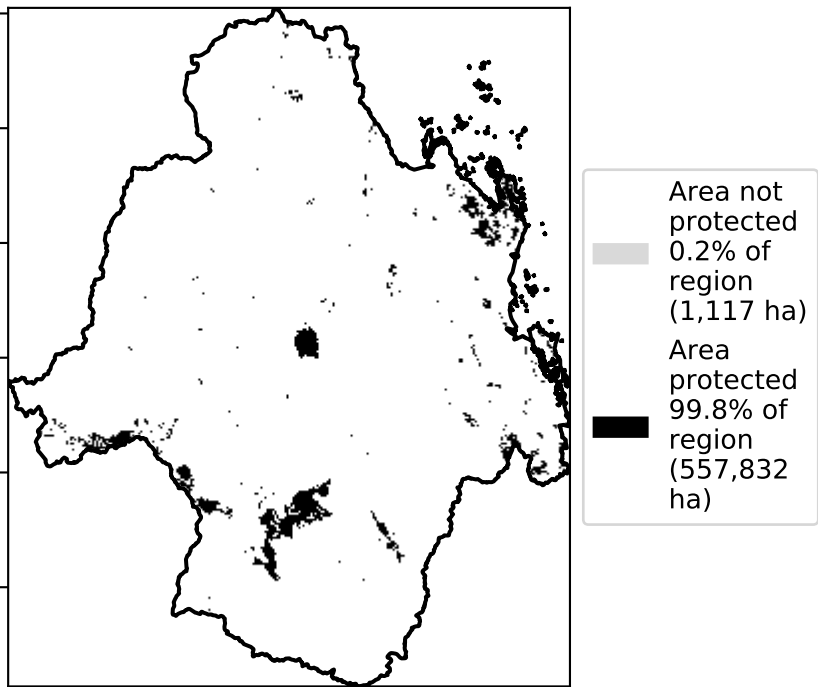 Area not
protected
0.2% of
region
(1,117 ha)
Area
protected
99.8% of
region
(557,832
ha)